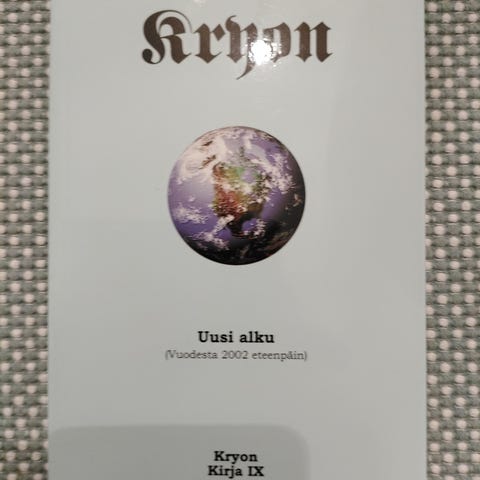 Kryon
Uusi alku
(Vuodesta 2002 eteenpäin)
Kryon
Kirja IX